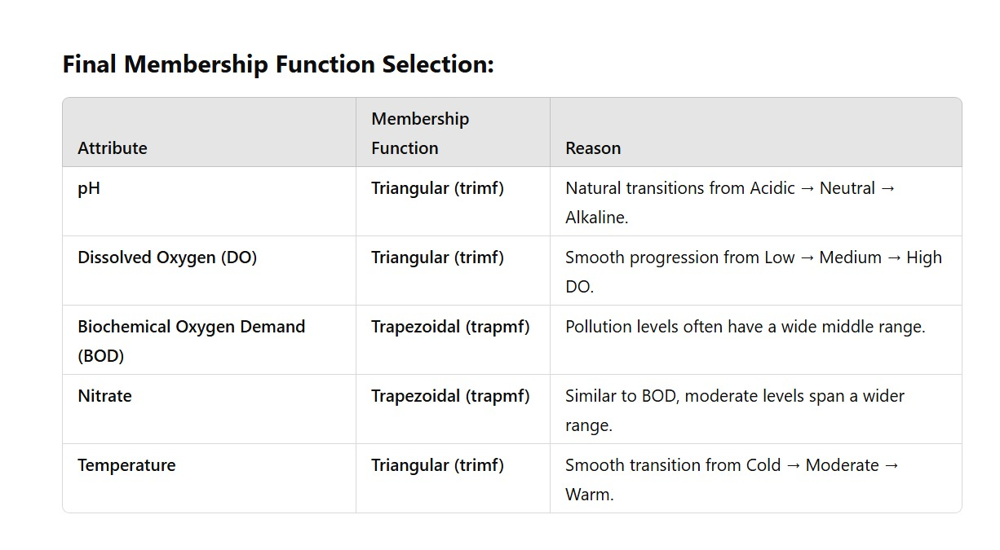 Final Membership Function Selection:
Membership
Attribute Function Reason
pH Triangular (trimf) Natural transitions from Acidic → Neutral →
Alkaline.
Dissolved Oxygen (DO) Triangular (trimf) Smooth progression from Low → Medium → High
DO.
Biochemical Oxygen Demand Trapezoidal (trapmf) Pollution levels often have a wide middle range.
(BOD)
Nitrate Trapezoidal (trapmf) Similar to BOD, moderate levels span a wider
range.
Temperature Triangular (trimf) Smooth transition from Cold → Moderate →
Warm.